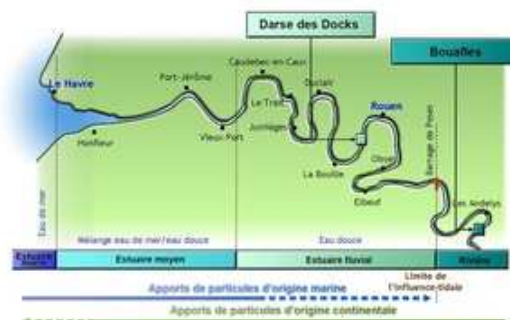 Darse des Docks
Bouafles
Caudebec-en-Caux
Port-Jérôme
Duclair
Le Havre
Le Trait
Rouen
Jumièges
Honfleur
Vieux Port
La Bouille
Oissel
Elbeuf
Barrage de Poses
Les Andelys
Eau de mer
Mélange eau de mer/eau douce
Eau douce
Estuaire
Estuaire moyen
Estuaire fluvial
Rivière
Limite de
l'influence tidale
Apports de particules d'origine marine
Apports de particules d'origine continentale